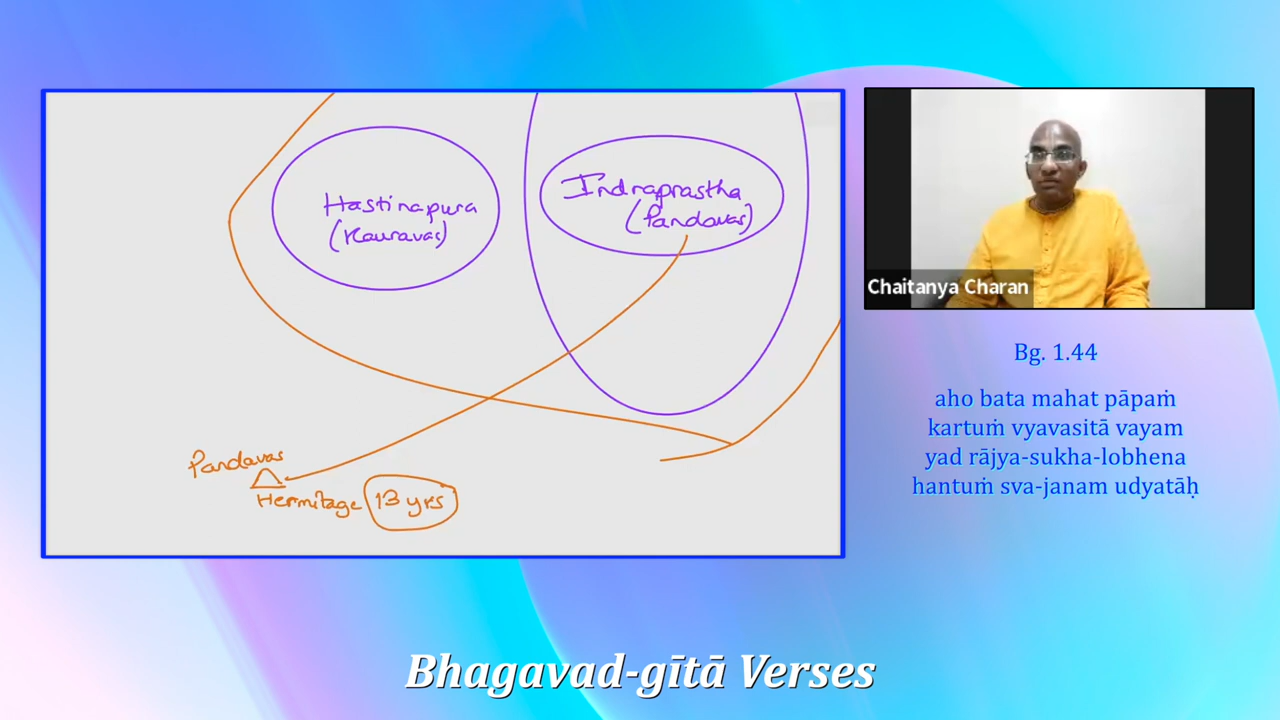 Hastinapura
(Kauravas)
Indraprastha
(Pandavas)
Pandavas
Hermitage 13 yrs
Chaitanya Charan
Bg. 1.44
aho bata mahat pāpaṁ
kartuṁ vyavasitā vayam
yad rājya-sukha-lobhena
hantuṁ sva-janam udyatāḥ
Bhagavad-gītā Verses